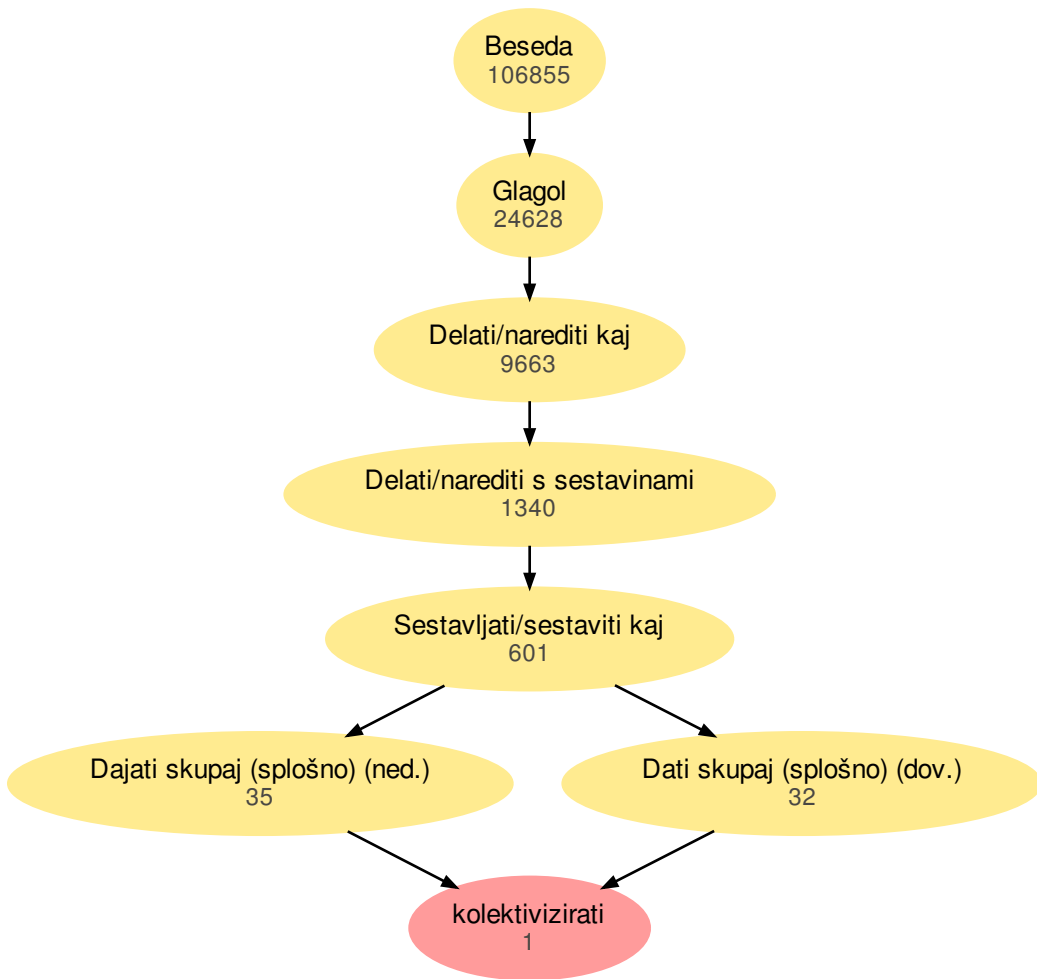 Beseda
106855
Glagol
24628
Delati/narediti kaj
9663
Delati/narediti s sestavinami
1340
Sestavljati/sestaviti kaj
601
Dajati skupaj (splošno) (ned.)
35
Dati skupaj (splošno) (dov.)
32
kolektivizirati
1